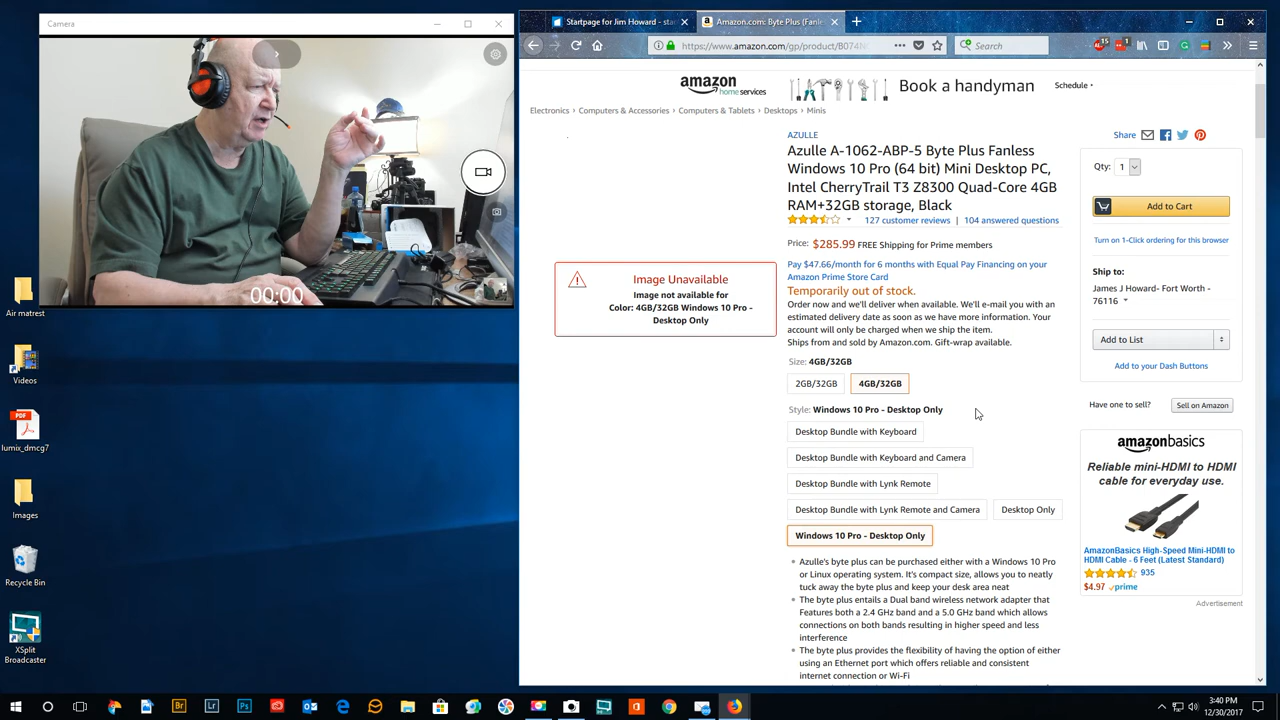 Camera
00:00
Air matrest
Videos
PDF
lumix_dmcg7
Images
Recycle Bin
XSplit
Broadcaster
Startpage for Jim Howard - sta
Amazon.com: Byte Plus (Fanle
https://www.amazon.com/gp/product/B074N
Search
15
1
amazon
home services
Book a handyman
Schedule
Electronics › Computers & Accessories › Computers & Tablets › Desktops › Minis
AZULLE
Share
Azulle A-1062-ABP-5 Byte Plus Fanless
Windows 10 Pro (64 bit) Mini Desktop PC,
Intel CherryTrail T3 Z8300 Quad-Core 4GB
RAM+32GB storage, Black
127 customer reviews | 104 answered questions
Price: $285.99 FREE Shipping for Prime members
Pay $47.66/month for 6 months with Equal Pay Financing on your
Amazon Prime Store Card
Temporarily out of stock.
Order now and we'll deliver when available. We'll e-mail you with an
estimated delivery date as soon as we have more information. Your
account will only be charged when we ship the item.
Ships from and sold by Amazon.com. Gift-wrap available.
Image Unavailable
Image not available for
Color: 4GB/32GB Windows 10 Pro -
Desktop Only
Size: 4GB/32GB
2GB/32GB
4GB/32GB
Style: Windows 10 Pro - Desktop Only
Desktop Bundle with Keyboard
Desktop Bundle with Keyboard and Camera
Desktop Bundle with Lynk Remote
Desktop Bundle with Lynk Remote and Camera
Desktop Only
Windows 10 Pro - Desktop Only
Azulle's byte plus can be purchased either with a Windows 10 Pro
or Linux operating system. It's compact size, allows you to neatly
tuck away the byte plus and keep your desk area neat
The byte plus entails a Dual band wireless network adapter that
Features both a 2.4 GHz band and a 5.0 GHz band which allows
connections on both bands resulting in higher speed and less
interference
The byte plus provides the flexibility of having the option of either
using an Ethernet port which offers reliable and consistent
internet connection or Wi-Fi
Qty: 1
Add to Cart
Turn on 1-Click ordering for this browser
Ship to:
James J Howard- Fort Worth -
76116
Add to List
Add to your Dash Buttons
Have one to sell?
Sell on Amazon
amazonbasics
Reliable mini-HDMI to HDMI
cable for everyday use.
AmazonBasics High-Speed Mini-HDMI to
HDMI Cable - 6 Feet (Latest Standard)
935
$4.97 prime
Advertisement
Br
Lr
Ps
3:40 PM
12/30/2017